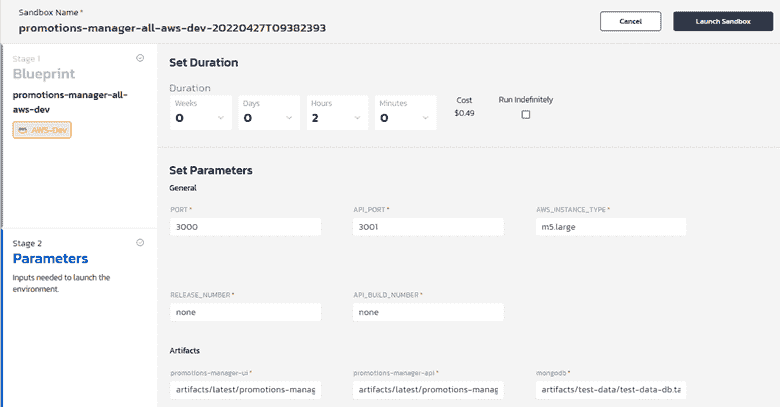 Sandbox Name *
promotions-manager-all-aws-dev-20220427T09382393
Cancel
Launch Sandbox
Stage 1
Blueprint
promotions-manager-all-
aws-dev
aws AWS-Dev
Stage 2
Parameters
Inputs needed to launch the
environment.
Set Duration
Duration
Weeks
0
Days
0
Hours
2
Minutes
0
Cost
$0.49
Run Indefinitely
Set Parameters
General
PORT *
3000
API_PORT *
3001
AWS_INSTANCE_TYPE *
m5.large
RELEASE_NUMBER *
none
API_BUILD_NUMBER *
none
Artifacts
promotions-manager-ui *
artifacts/latest/promotions-manag
promotions-manager-api *
artifacts/latest/promotions-manag
mongodb *
artifacts/test-data/test-data-db.ta